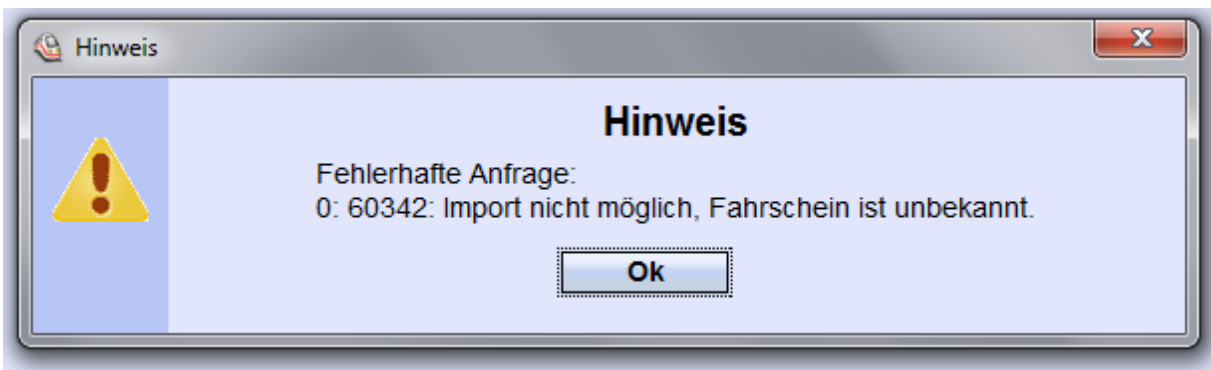 Hinweis
Hinweis
Fehlerhafte Anfrage:
0: 60342: Import nicht möglich, Fahrschein ist unbekannt.
Ok